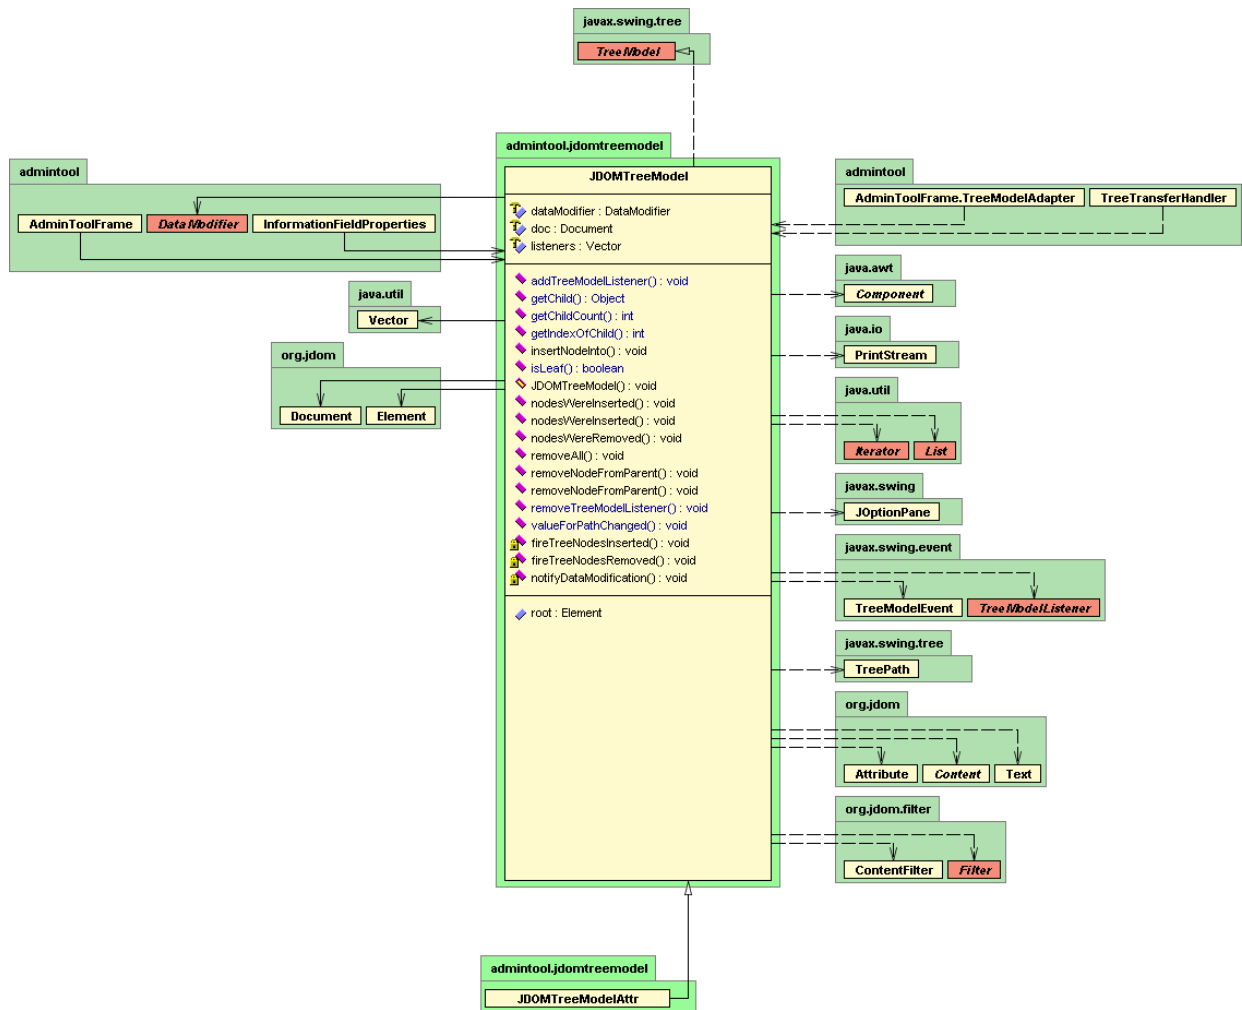 javax.swing.tree
TreeModel
admintool.jdomtreemodel
JDOMTreeModel
dataModifier : DataModifier
doc : Document
listeners : Vector
addTreeModelListener() : void
getChild() : Object
getChildCount() : int
getIndexOfChild() : int
insertNodeInto() : void
isLeaf() : boolean
JDOMTreeModel() : void
nodesWereInserted() : void
nodesWereInserted() : void
nodesWereRemoved() : void
removeAll() : void
removeNodeFromParent() : void
removeNodeFromParent() : void
removeTreeModelListener() : void
valueForPathChanged() : void
fireTreeNodesInserted() : void
fireTreeNodesRemoved() : void
notifyDataModification() : void
root : Element
admintool
AdminToolFrame DataModifier InformationFieldProperties
java.util
Vector
org.jdom
Document Element
admintool
AdminToolFrame.TreeModelAdapter TreeTransferHandler
java.awt
Component
java.io
PrintStream
java.util
Iterator List
javax.swing
JOptionPane
javax.swing.event
TreeModelEvent TreeModelListener
javax.swing.tree
TreePath
org.jdom
Attribute Content Text
org.jdom.filter
ContentFilter Filter
admintool.jdomtreemodel
JDOMTreeModelAttr